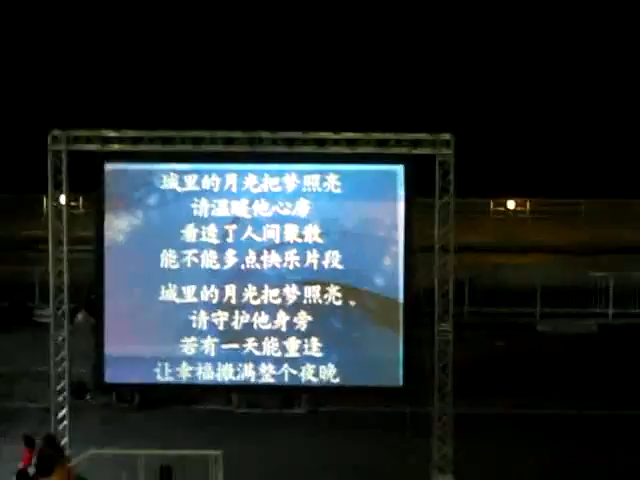 城里的月光把梦照亮
请温暖他心房
看透了人间聚散
能不能多点快乐片段
城里的月光把梦照亮
请守护他身旁
若有一天能重逢
让幸福撒满整个夜晚